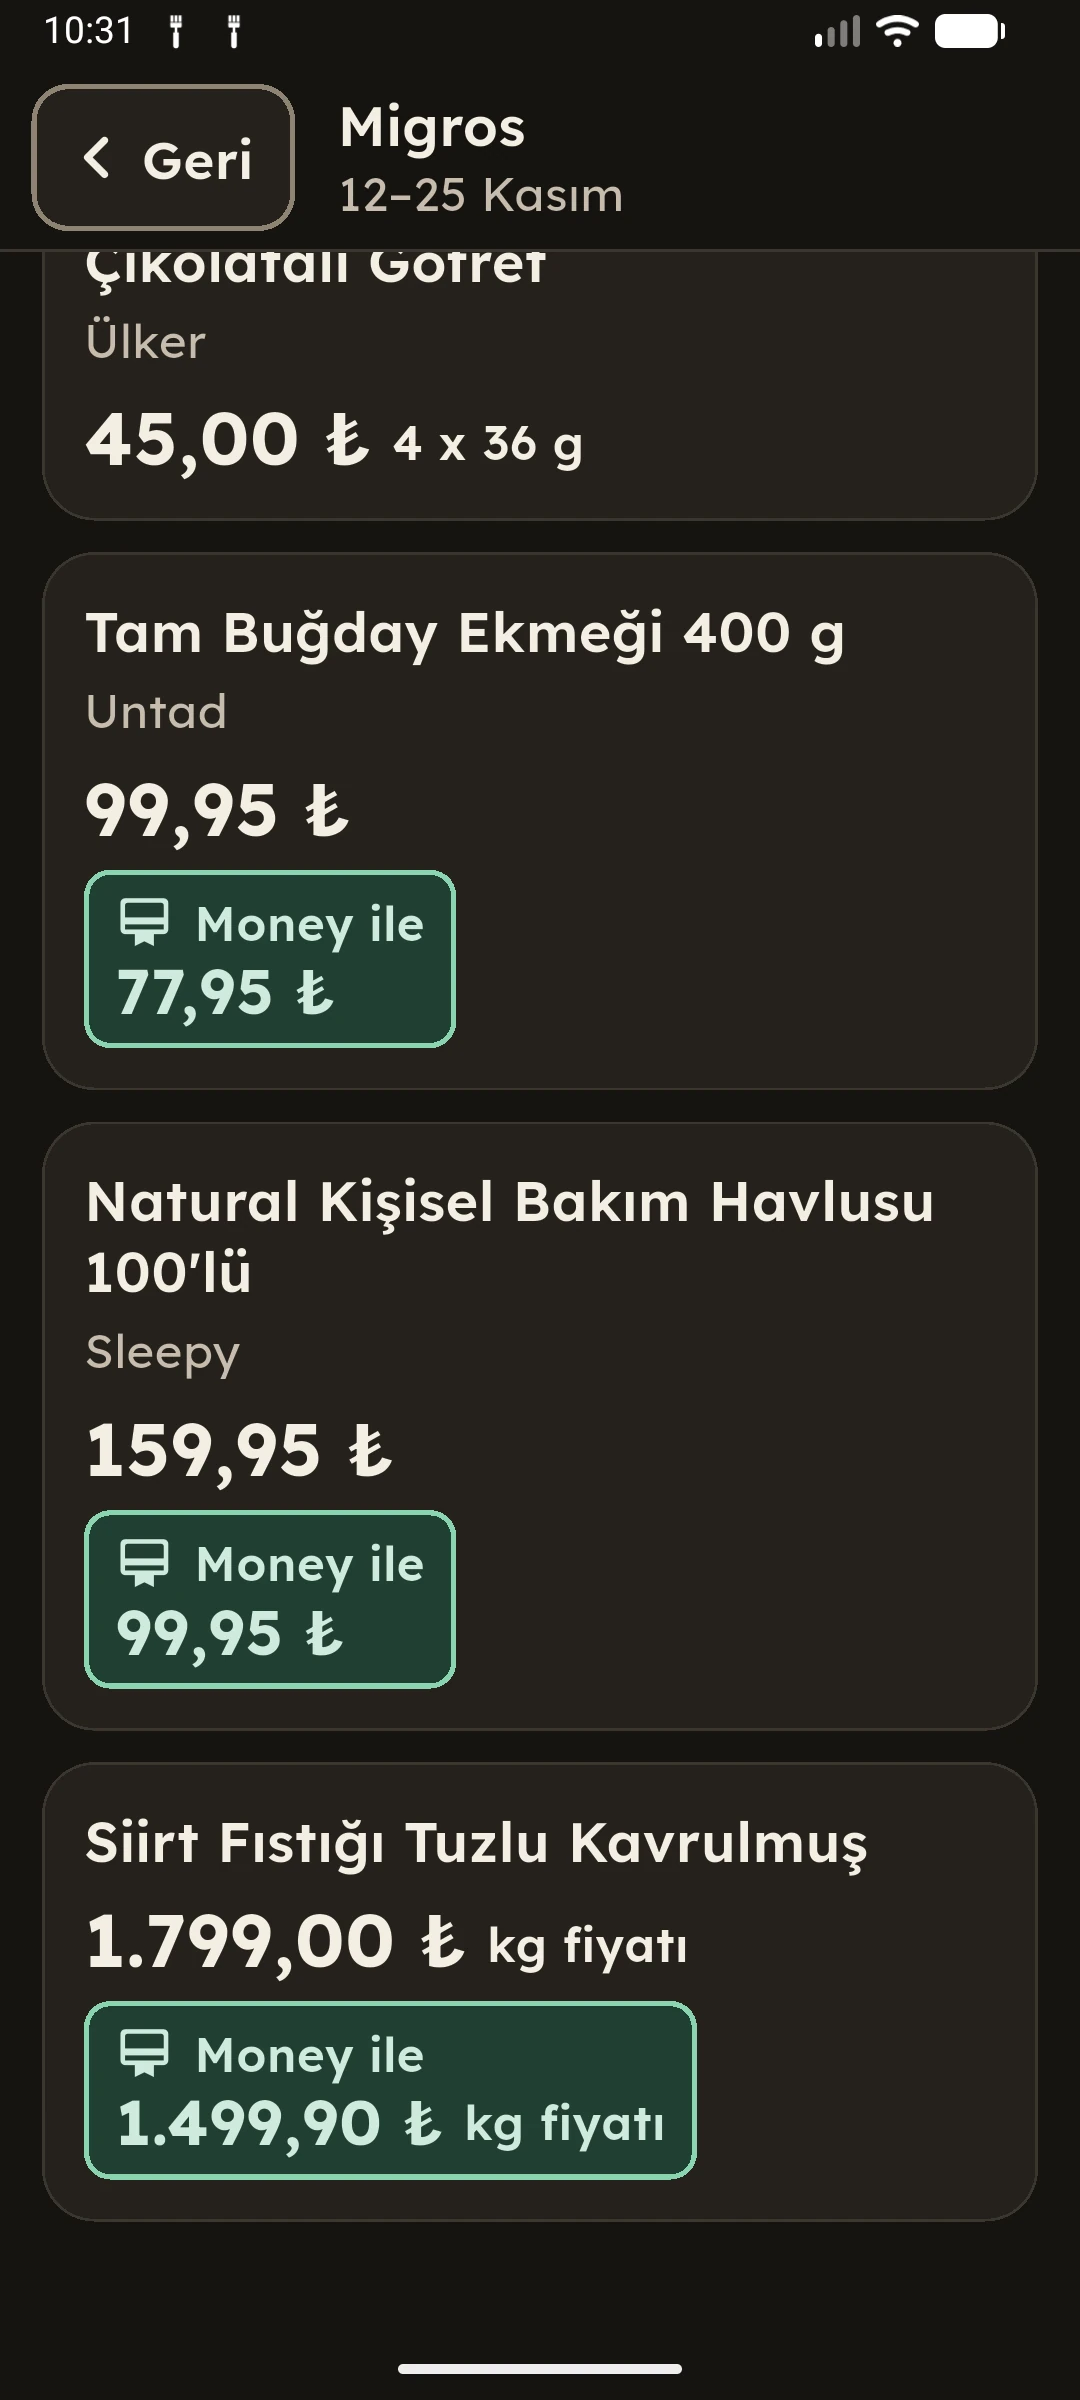 10:31
Geri
Migros
12–25 Kasım
Çikolatalı Gofret
Ülker
45,00 ₺ 4 x 36 g
Tam Buğday Ekmeği 400 g
Untad
99,95 ₺
Money ile
77,95 ₺
Natural Kişisel Bakım Havlusu
100'lü
Sleepy
159,95 ₺
Money ile
99,95 ₺
Siirt Fıstığı Tuzlu Kavrulmuş
1.799,00 ₺ kg fiyatı
Money ile
1.499,90 ₺ kg fiyatı